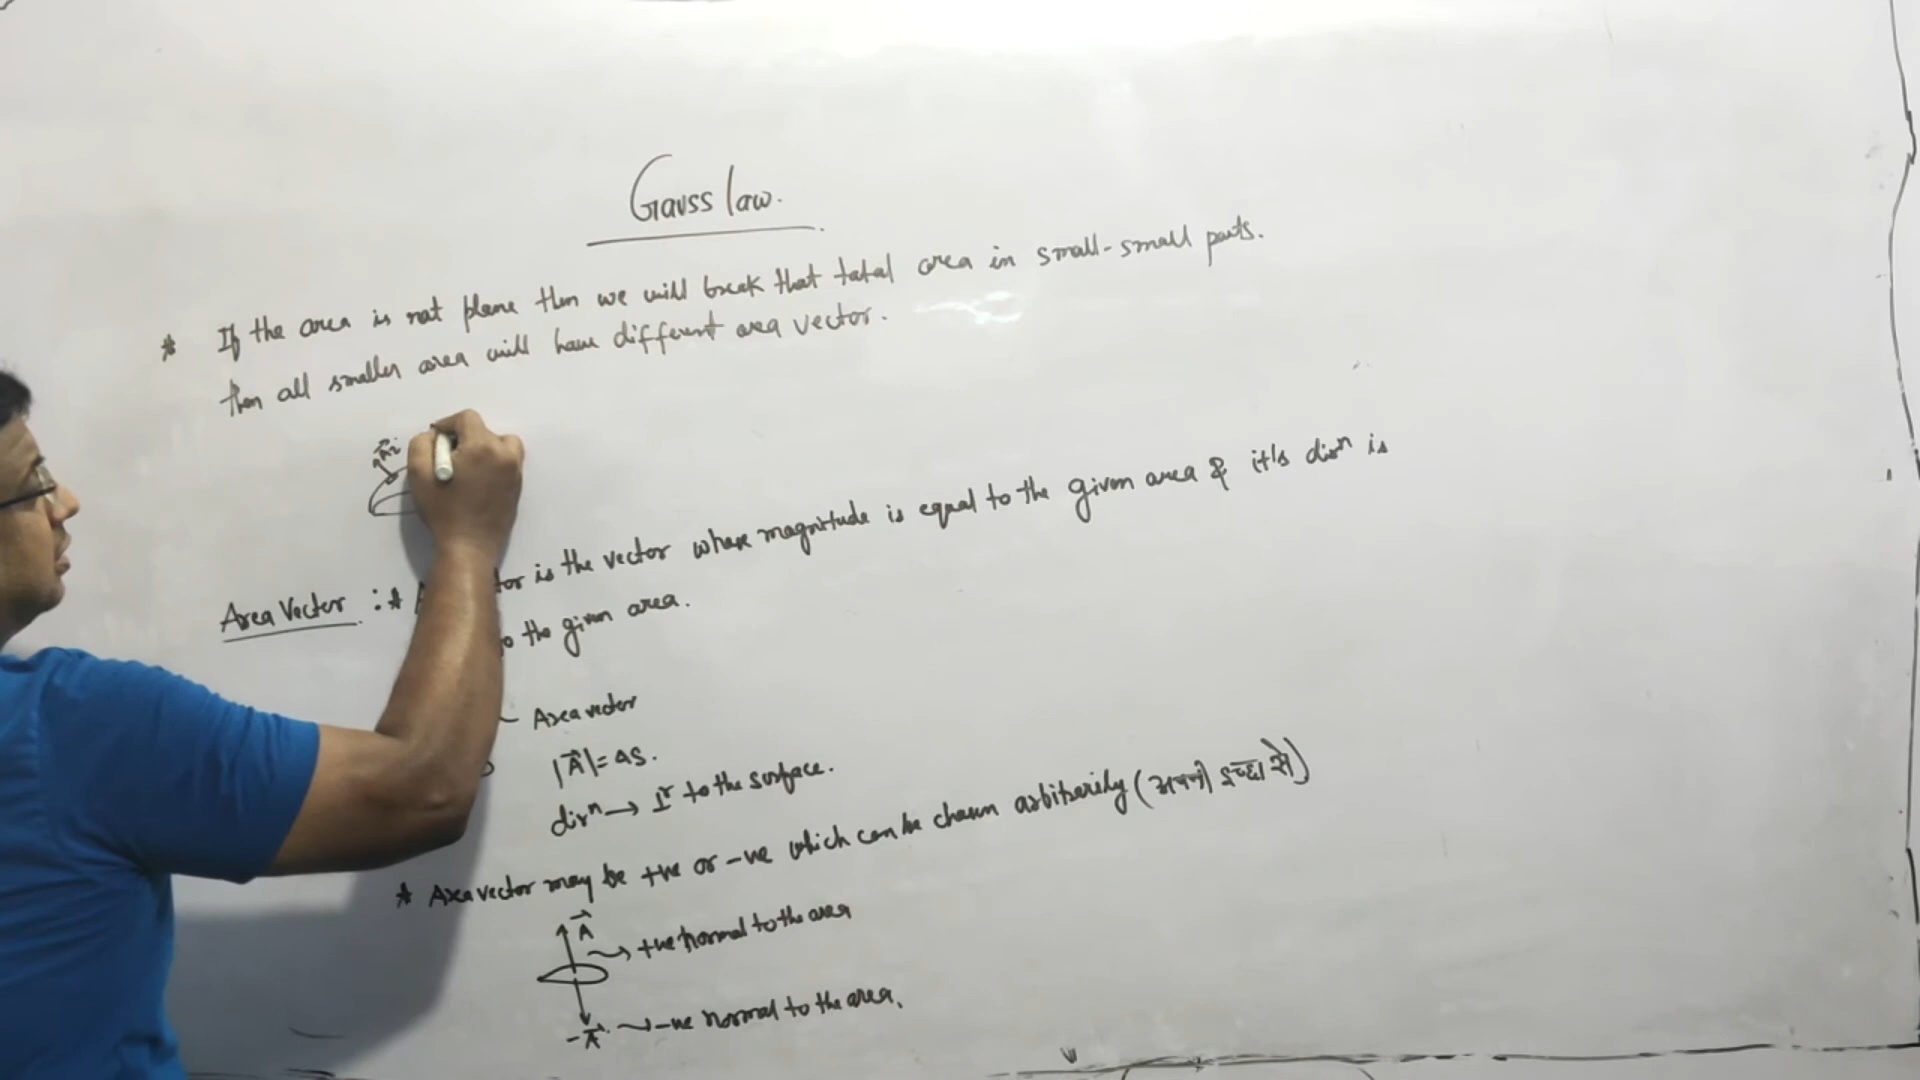 Gauss law.
* If the area is not plane then we will break that total area in small-small parts.
then all smaller area will have different area vector.
Area Vector : * tor is the vector whose magnitude is equal to the given area & it's dirⁿ is
to the given area.
Area vector
|A⃗| = ΔS.
dirⁿ → ⊥ʳ to the surface.
* Area vector may be +ve or -ve which can be chosen arbitrarily (अपनी इच्छा से)
A⃗
+ve normal to the area
-A⃗
-ve normal to the area.